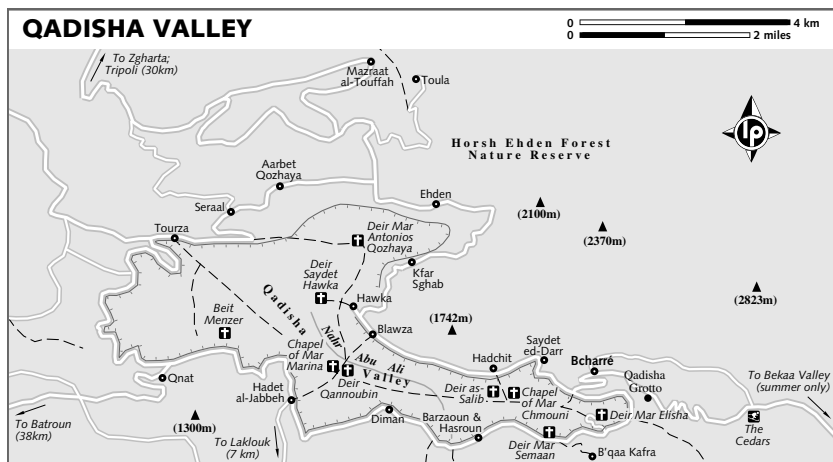 QADISHA VALLEY
0 4 km
0 2 miles
To Zgharta;
Tripoli (30km)
Mazraat
al-Touffah
Toula
lp
Horsh Ehden Forest
Nature Reserve
Aarbet
Qozhaya
Ehden
Seraal
(2100m)
(2370m)
Tourza
Deir Mar
Antonios
Qozhaya
Deir
Saydet
Hawka
Kfar
Sghab
(2823m)
Qadisha
Hawka
Beit
Menzer
Nahr
Blawza
(1742m)
Saydet
ed-Darr
Chapel
of Mar
Marina
Abu Ali
Valley
Hadchit
Bcharré
Qadisha
Grotto
To Bekaa Valley
(summer only)
Qnat
Hadet
al-Jabbeh
Deir
Qannoubin
Deir as-
Salib
Chapel
of Mar
Chmouni
Deir Mar Elisha
To Batroun
(38km)
(1300m)
Diman
Barzaoun &
Hasroun
The
Cedars
To Laklouk
(7 km)
Deir Mar
Semaan
B'qaa Kafra